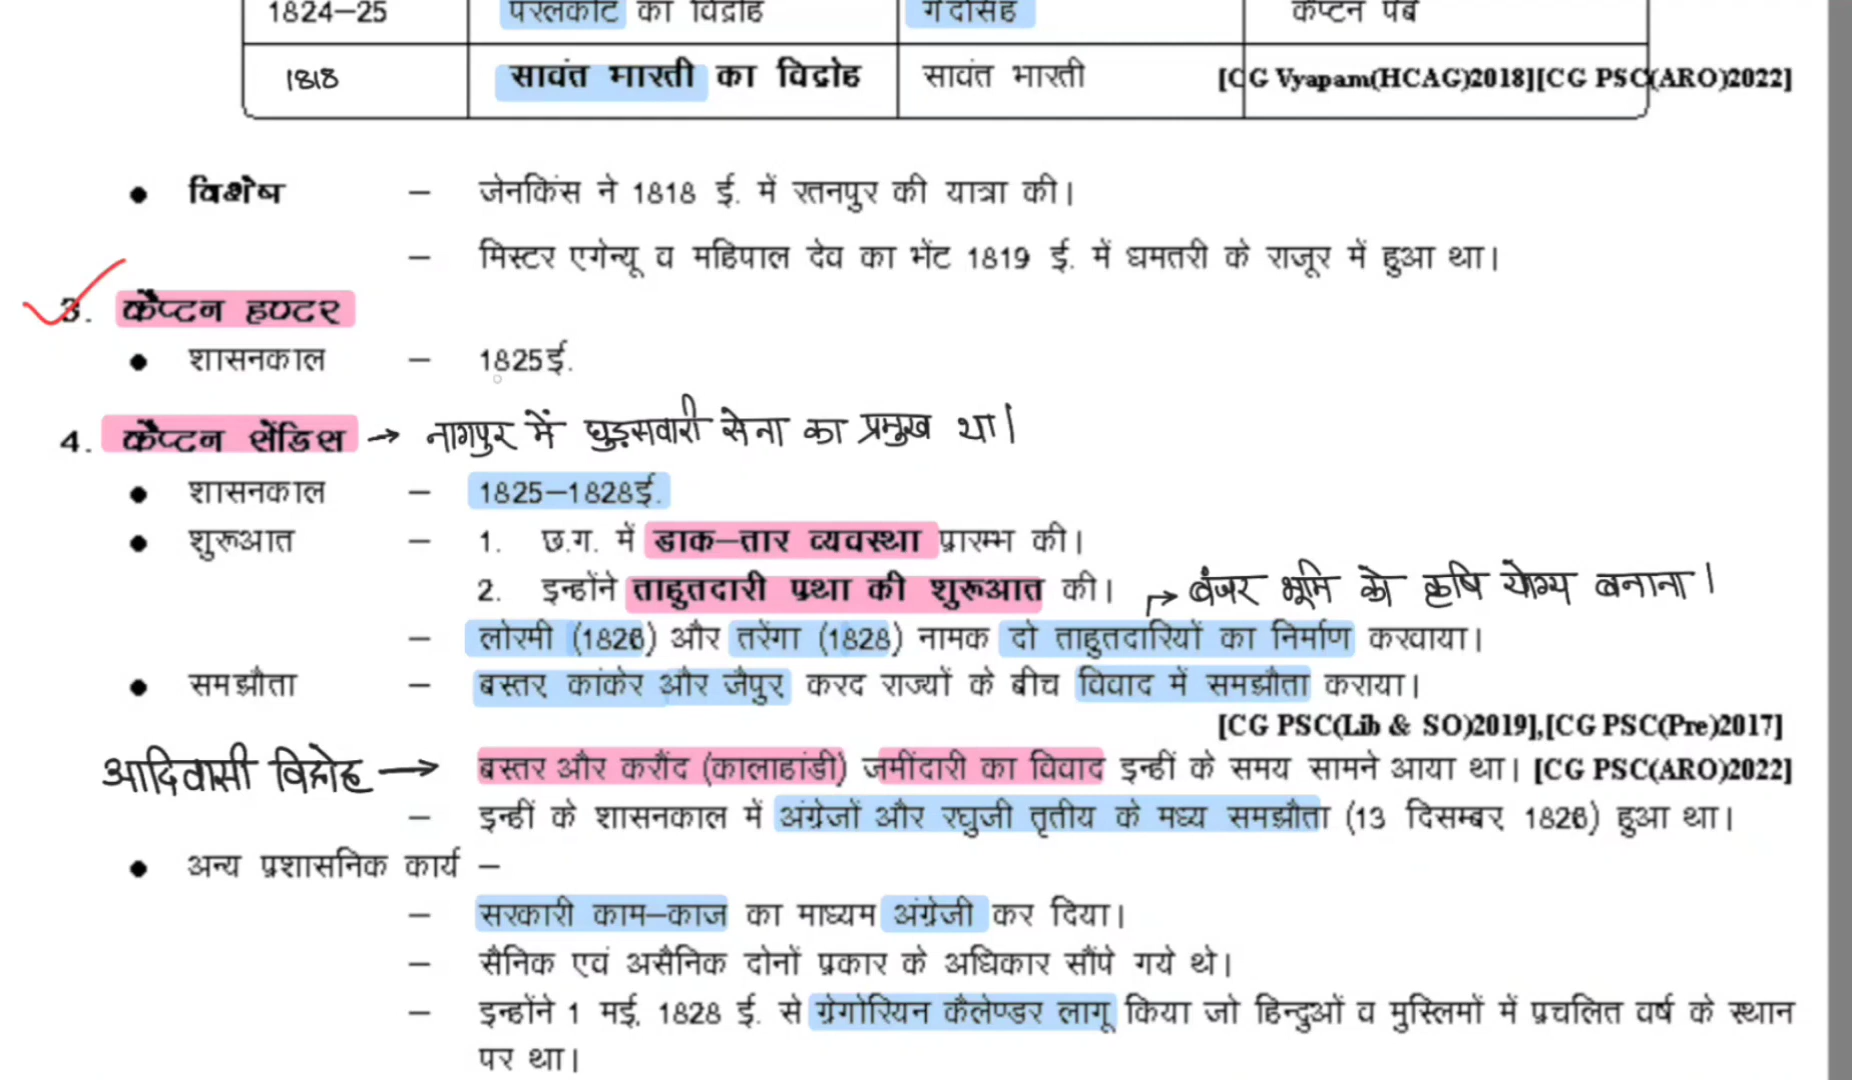 1824–25 परलकोट का विद्रोह गेंदसिंह कैप्टन पेब
1818 सावंत भारती का विद्रोह सावंत भारती [CG Vyapam(HCAG)2018][CG PSC(ARO)2022]
● विशेष – जेनकिंस ने 1818 ई. में रतनपुर की यात्रा की।
– मिस्टर एगेन्यू व महिपाल देव का भेंट 1819 ई. में धमतरी के राजूर में हुआ था।
3. कैप्टन हण्टर
● शासनकाल – 1825ई.
4. कैप्टन सेंडिस → नागपुर में घुड़सवारी सेना का प्रमुख था।
● शासनकाल – 1825–1828ई.
● शुरूआत – 1. छ.ग. में डाक–तार व्यवस्था प्रारम्भ की।
2. इन्होंने ताहुतदारी प्रथा की शुरूआत की। → बंजर भूमि को कृषि योग्य बनाना।
– लोरमी (1826) और तरेंगा (1828) नामक दो ताहुतदारियों का निर्माण करवाया।
● समझौता – बस्तर, कांकेर और जैपुर करद राज्यों के बीच विवाद में समझौता कराया।
[CG PSC(Lib & SO)2019],[CG PSC(Pre)2017]
आदिवासी विद्रोह → बस्तर और करौंद (कालाहांडी) जमींदारी का विवाद इन्हीं के समय सामने आया था। [CG PSC(ARO)2022]
– इन्हीं के शासनकाल में अंग्रेजों और रघुजी तृतीय के मध्य समझौता (13 दिसम्बर, 1826) हुआ था।
● अन्य प्रशासनिक कार्य –
– सरकारी काम–काज का माध्यम अंग्रेजी कर दिया।
– सैनिक एवं असैनिक दोनों प्रकार के अधिकार सौंपे गये थे।
– इन्होंने 1 मई, 1828 ई. से ग्रेगोरियन कैलेण्डर लागू किया जो हिन्दुओं व मुस्लिमों में प्रचलित वर्ष के स्थान
पर था।